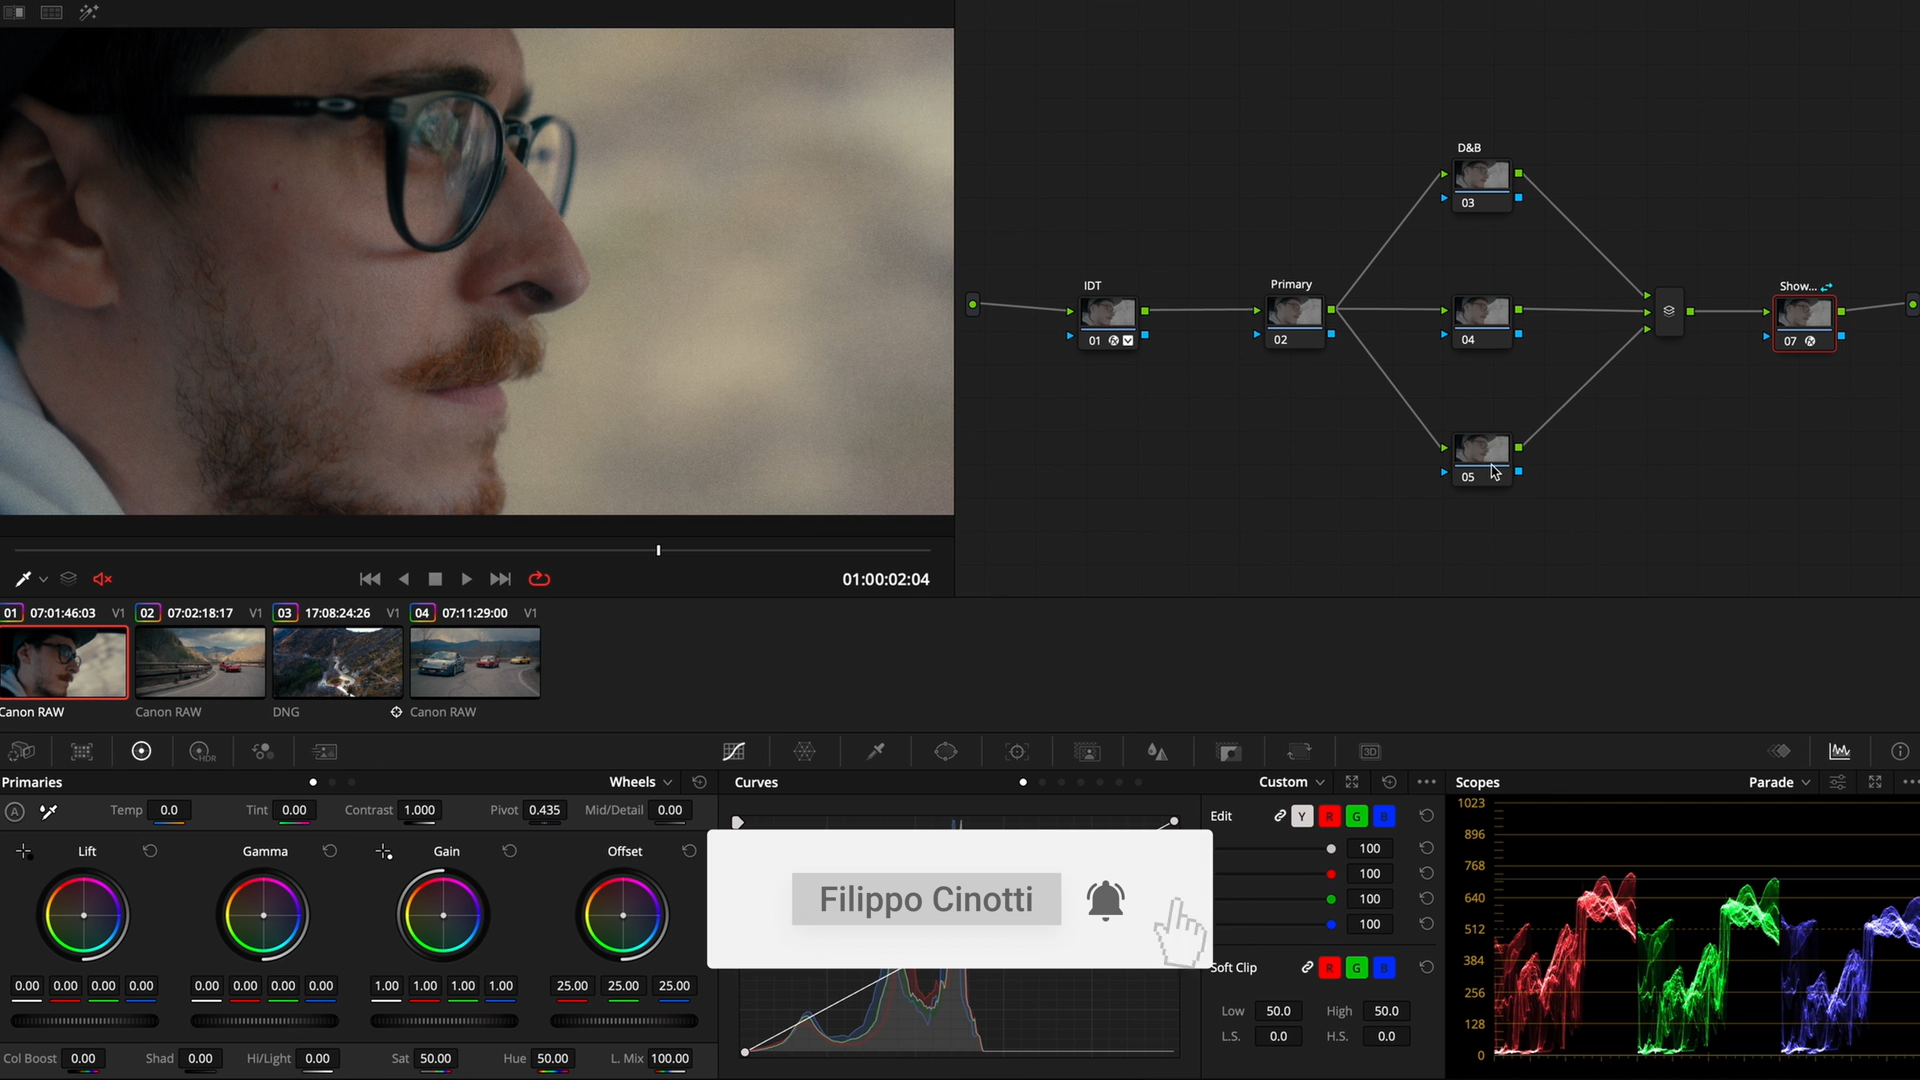 D&B
03
IDT
Primary
Show...
01
02
04
07
05
01:00:02:04
01 07:01:46:03 V1 02 07:02:18:17 V1 03 17:08:24:26 V1 04 07:11:29:00 V1
Canon RAW Canon RAW DNG Canon RAW
HDR 3D
Primaries Wheels Curves Custom Scopes Parade
A Temp 0.0 Tint 0.00 Contrast 1.000 Pivot 0.435 Mid/Detail 0.00
Edit Y R G B
Lift Gamma Gain Offset
100
100
100
100
Filippo Cinotti
Soft Clip R G B
0.00 0.00 0.00 0.00 0.00 0.00 0.00 0.00 1.00 1.00 1.00 1.00 25.00 25.00 25.00
Low 50.0 High 50.0
L.S. 0.0 H.S. 0.0
Col Boost 0.00 Shad 0.00 Hi/Light 0.00 Sat 50.00 Hue 50.00 L. Mix 100.00
1023
896
768
640
512
384
256
128
0